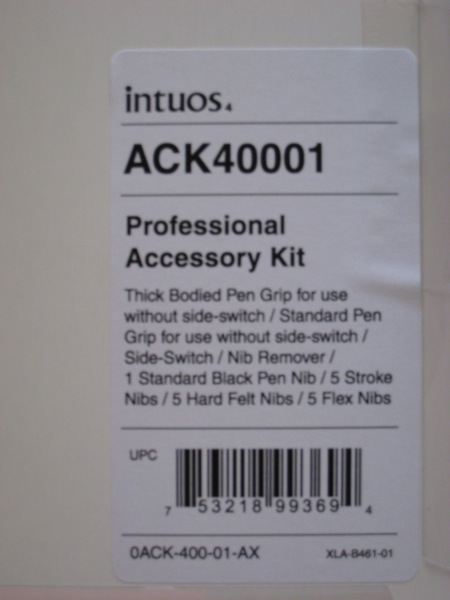 intuos4
ACK40001
Professional
Accessory Kit
Thick Bodied Pen Grip for use
without side-switch / Standard Pen
Grip for use without side-switch /
Side-Switch / Nib Remover /
1 Standard Black Pen Nib / 5 Stroke
Nibs / 5 Hard Felt Nibs / 5 Flex Nibs
UPC
7 53218 99369 4
0ACK-400-01-AX XLA-B461-01